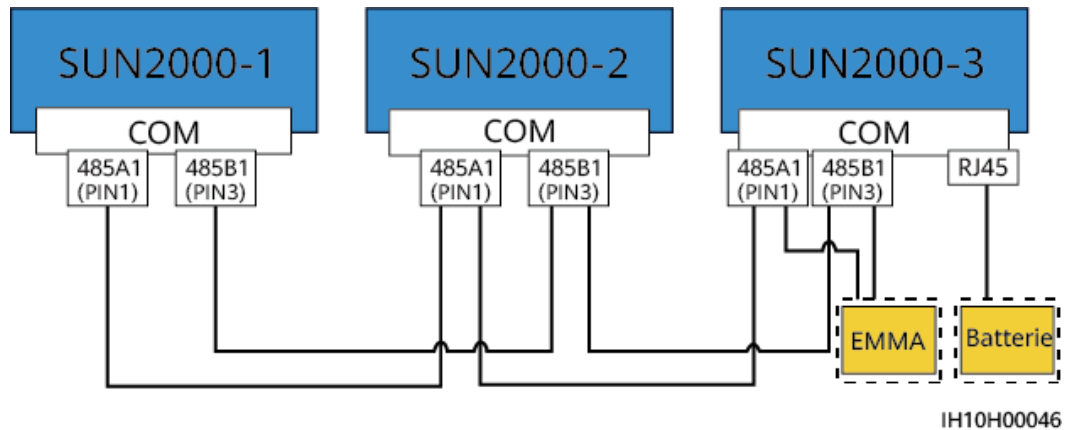 SUN2000-1
SUN2000-2
SUN2000-3
COM
COM
COM
485A1
(PIN1)
485B1
(PIN3)
485A1
(PIN1)
485B1
(PIN3)
485A1
(PIN1)
485B1
(PIN3)
RJ45
EMMA
Batterie
IH10H00046